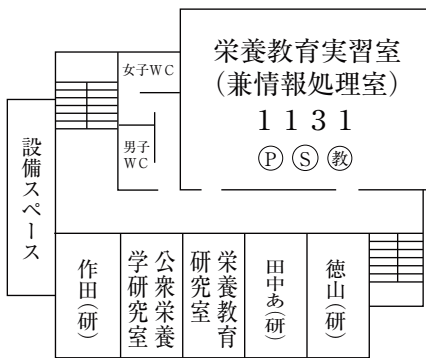 女子WC
男子
WC
栄養教育実習室
（兼情報処理室）
1131
Ⓟ Ⓢ ㊙教
設備スペース
作田（研）
公衆栄養
学研究室
栄養教育
研究室
田中あ（研）
徳山（研）